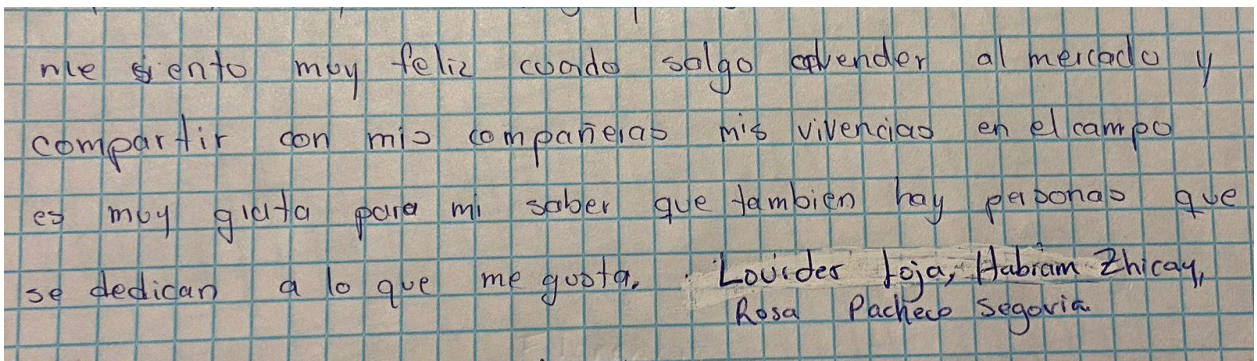 me siento muy feliz cuando salgo a vender al mercado y
compartir con mis compañeras mis vivencias en el campo
es muy grata para mi saber que tambien hay personas que
se dedican a lo que me gusta. Lourdes Loja, Habram Zhicay,
Rosa Pacheco Segovia